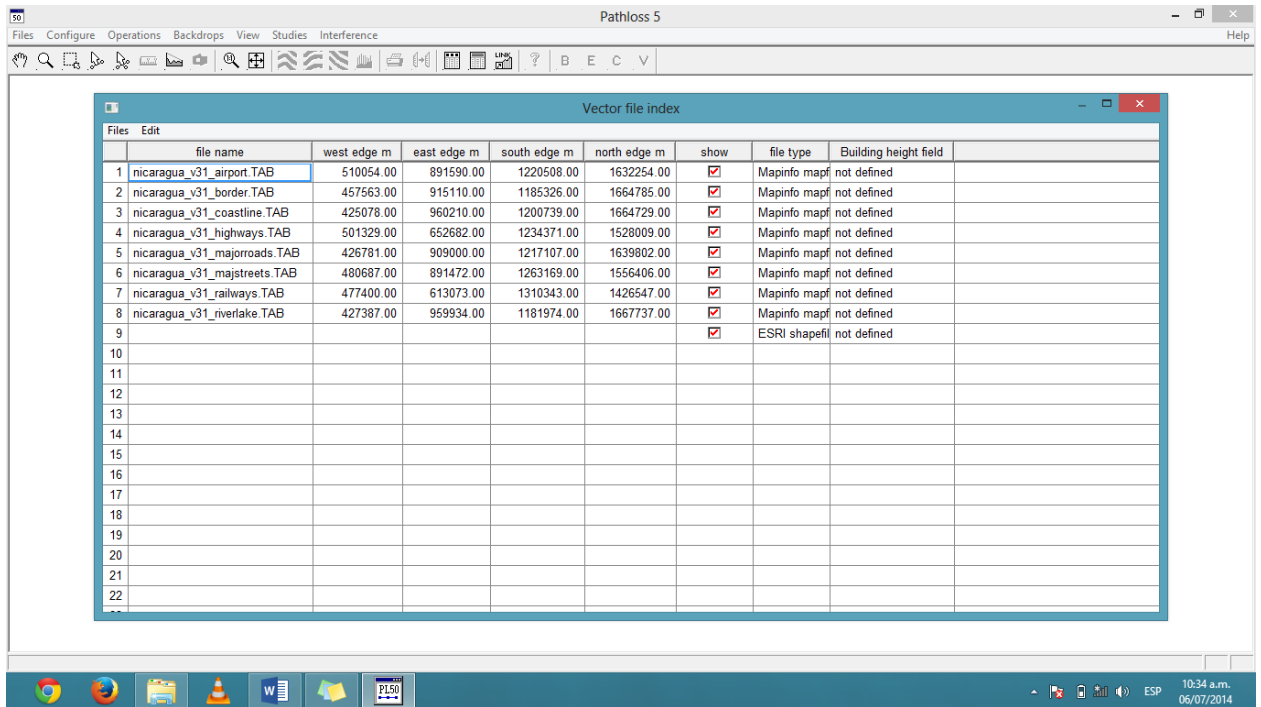 50 Pathloss 5
Files Configure Operations Backdrops View Studies Interference Help
LINK 50 ? B E C V
Vector file index
Files Edit
file name west edge m east edge m south edge m north edge m show file type Building height field
1 nicaragua_v31_airport.TAB 510054.00 891590.00 1220508.00 1632254.00 Mapinfo mapf not defined
2 nicaragua_v31_border.TAB 457563.00 915110.00 1185326.00 1664785.00 Mapinfo mapf not defined
3 nicaragua_v31_coastline.TAB 425078.00 960210.00 1200739.00 1664729.00 Mapinfo mapf not defined
4 nicaragua_v31_highways.TAB 501329.00 652682.00 1234371.00 1528009.00 Mapinfo mapf not defined
5 nicaragua_v31_majorroads.TAB 426781.00 909000.00 1217107.00 1639802.00 Mapinfo mapf not defined
6 nicaragua_v31_majstreets.TAB 480687.00 891472.00 1263169.00 1556406.00 Mapinfo mapf not defined
7 nicaragua_v31_railways.TAB 477400.00 613073.00 1310343.00 1426547.00 Mapinfo mapf not defined
8 nicaragua_v31_riverlake.TAB 427387.00 959934.00 1181974.00 1667737.00 Mapinfo mapf not defined
9 ESRI shapefil not defined
10
11
12
13
14
15
16
17
18
19
20
21
22
W PL50 ESP 10:34 a.m.
06/07/2014